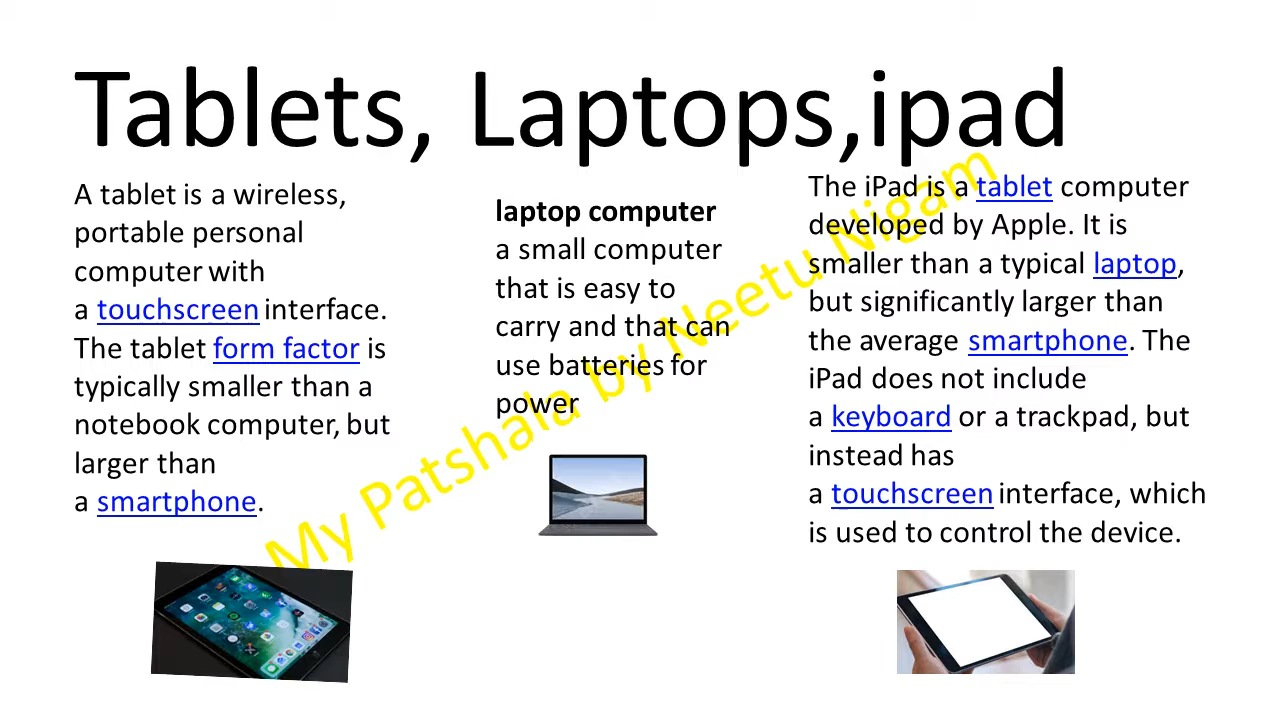 Tablets, Laptops,ipad
A tablet is a wireless,
portable personal
computer with
a touchscreen interface.
The tablet form factor is
typically smaller than a
notebook computer, but
larger than
a smartphone.
laptop computer
a small computer
that is easy to
carry and that can
use batteries for
power
The iPad is a tablet computer
developed by Apple. It is
smaller than a typical laptop,
but significantly larger than
the average smartphone. The
iPad does not include
a keyboard or a trackpad, but
instead has
a touchscreen interface, which
is used to control the device.
My Patshala by Neetu Nigam